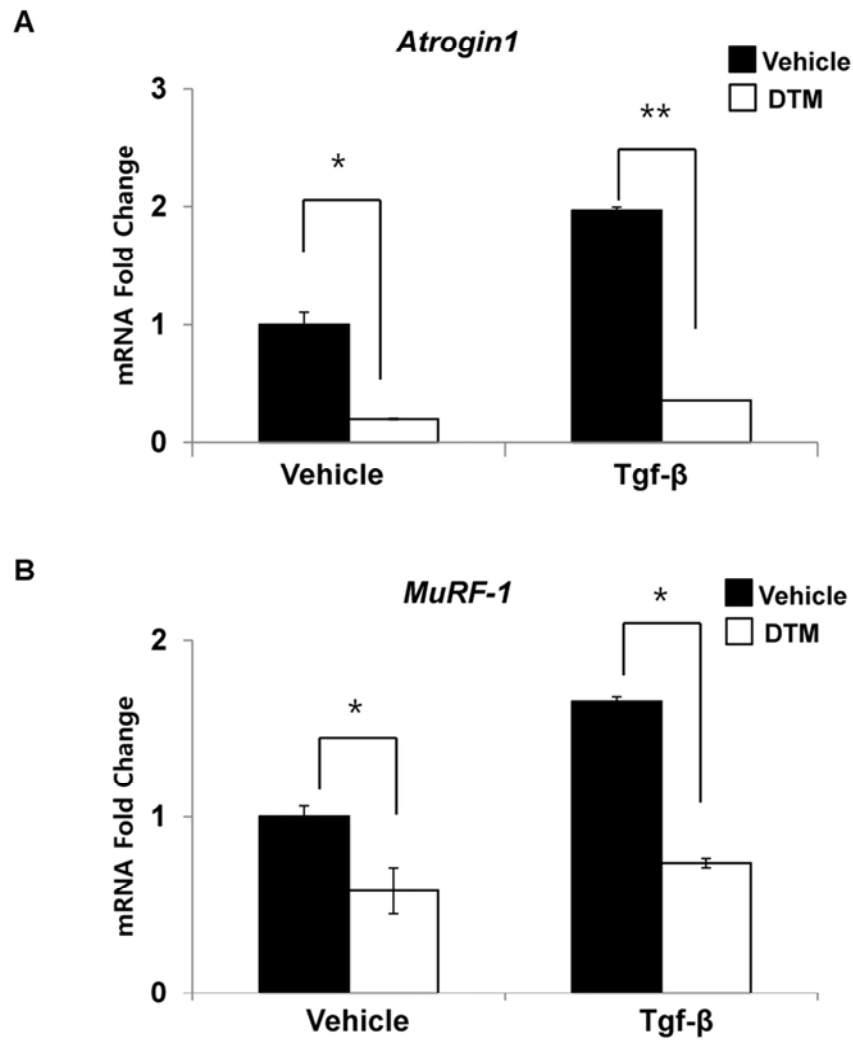 A
Atrogin1
Vehicle
DTM
mRNA Fold Change
3
2
1
0
*
**
Vehicle
Tgf-β
B
MuRF-1
Vehicle
DTM
mRNA Fold Change
2
1
0
*
*
Vehicle
Tgf-β